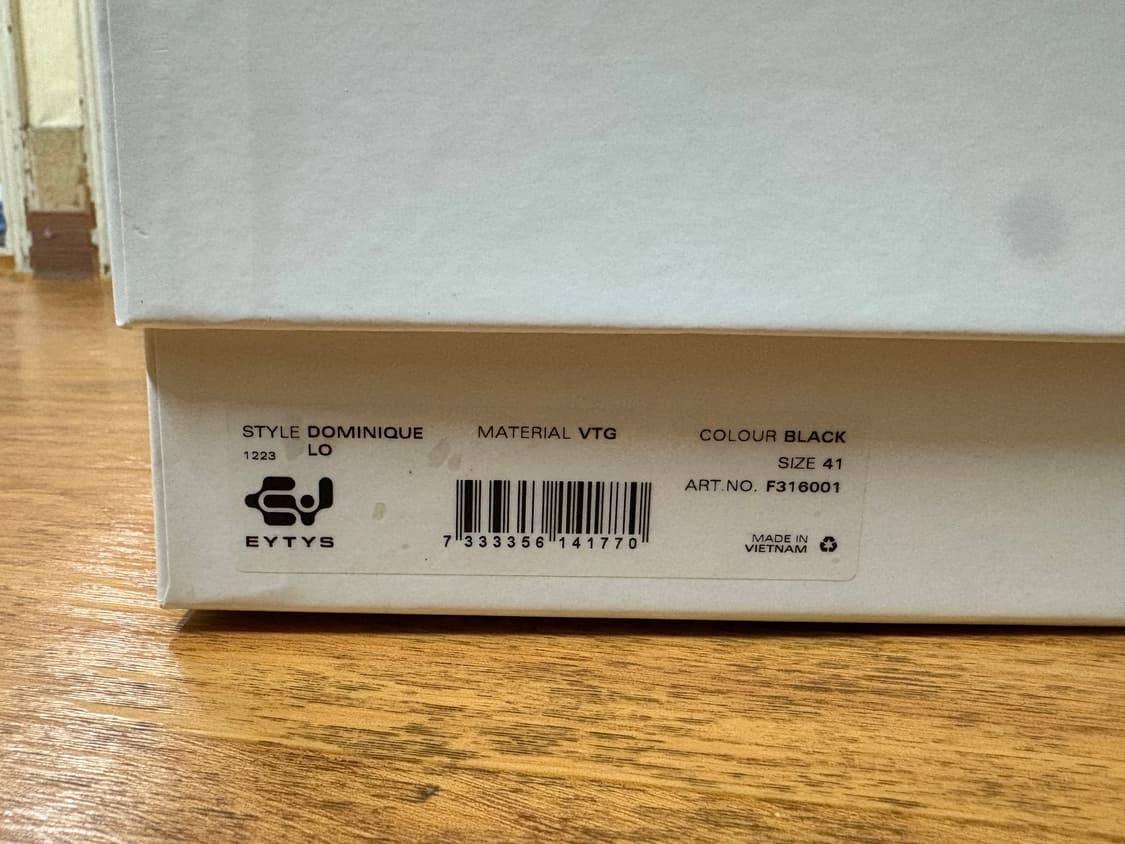 STYLE DOMINIQUE LO
1223
EYTYS
MATERIAL VTG
7 333356 141770
COLOUR BLACK
SIZE 41
ART.NO. F316001
MADE IN
VIETNAM